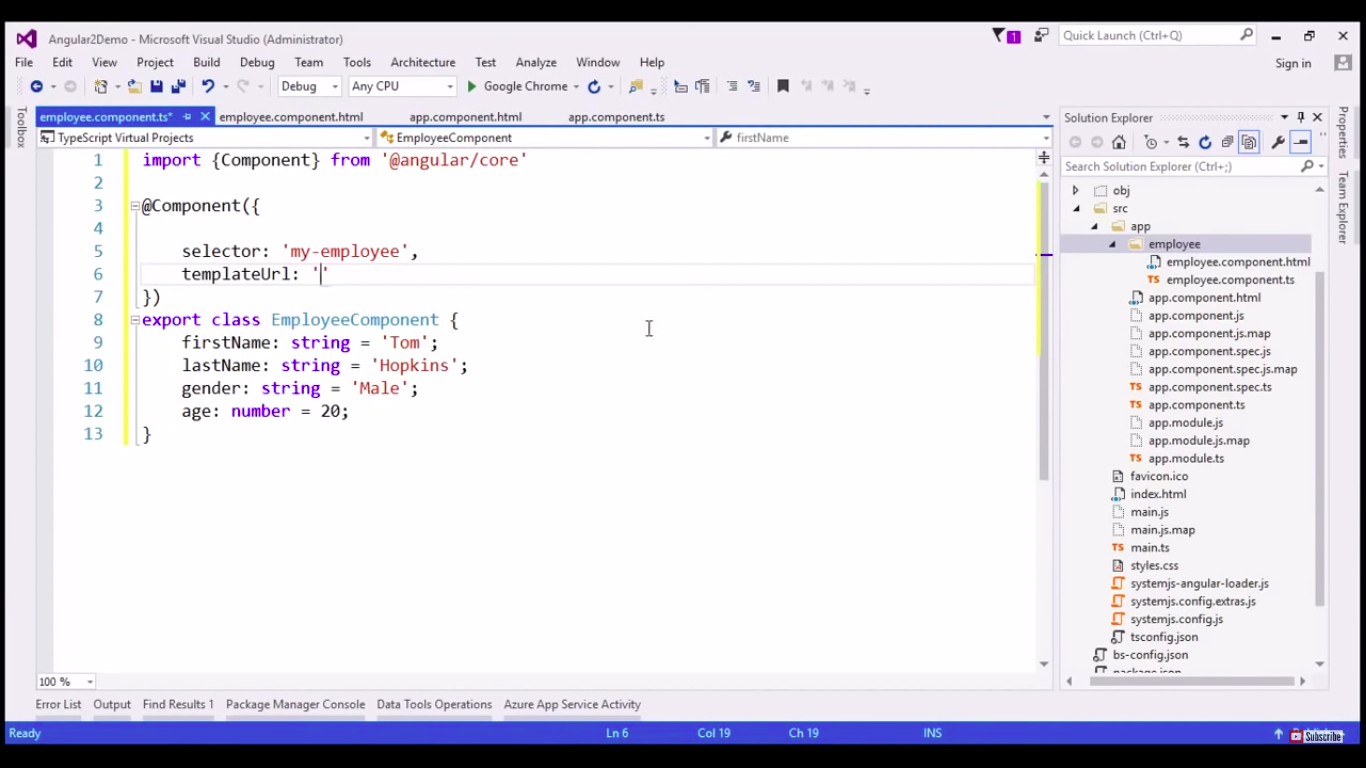 Angular2Demo - Microsoft Visual Studio (Administrator)
1
Quick Launch (Ctrl+Q)
File Edit View Project Build Debug Team Tools Architecture Test Analyze Window Help
Sign in
Debug Any CPU Google Chrome
Toolbox
employee.component.ts* employee.component.html app.component.html app.component.ts
TypeScript Virtual Projects EmployeeComponent firstName
1 import {Component} from '@angular/core'
2
3 @Component({
4
5 selector: 'my-employee',
6 templateUrl: ''
7 })
8 export class EmployeeComponent {
9 firstName: string = 'Tom';
10 lastName: string = 'Hopkins';
11 gender: string = 'Male';
12 age: number = 20;
13 }
100 %
Solution Explorer
Search Solution Explorer (Ctrl+;)
obj
src
app
employee
employee.component.html
TS employee.component.ts
app.component.html
app.component.js
app.component.js.map
app.component.spec.js
app.component.spec.js.map
TS app.component.spec.ts
TS app.component.ts
app.module.js
app.module.js.map
TS app.module.ts
favicon.ico
index.html
main.js
main.js.map
TS main.ts
styles.css
systemjs-angular-loader.js
systemjs.config.extras.js
systemjs.config.js
tsconfig.json
bs-config.json
package.json
Properties
Team Explorer
Error List Output Find Results 1 Package Manager Console Data Tools Operations Azure App Service Activity
Ready Ln 6 Col 19 Ch 19 INS
Subscribe